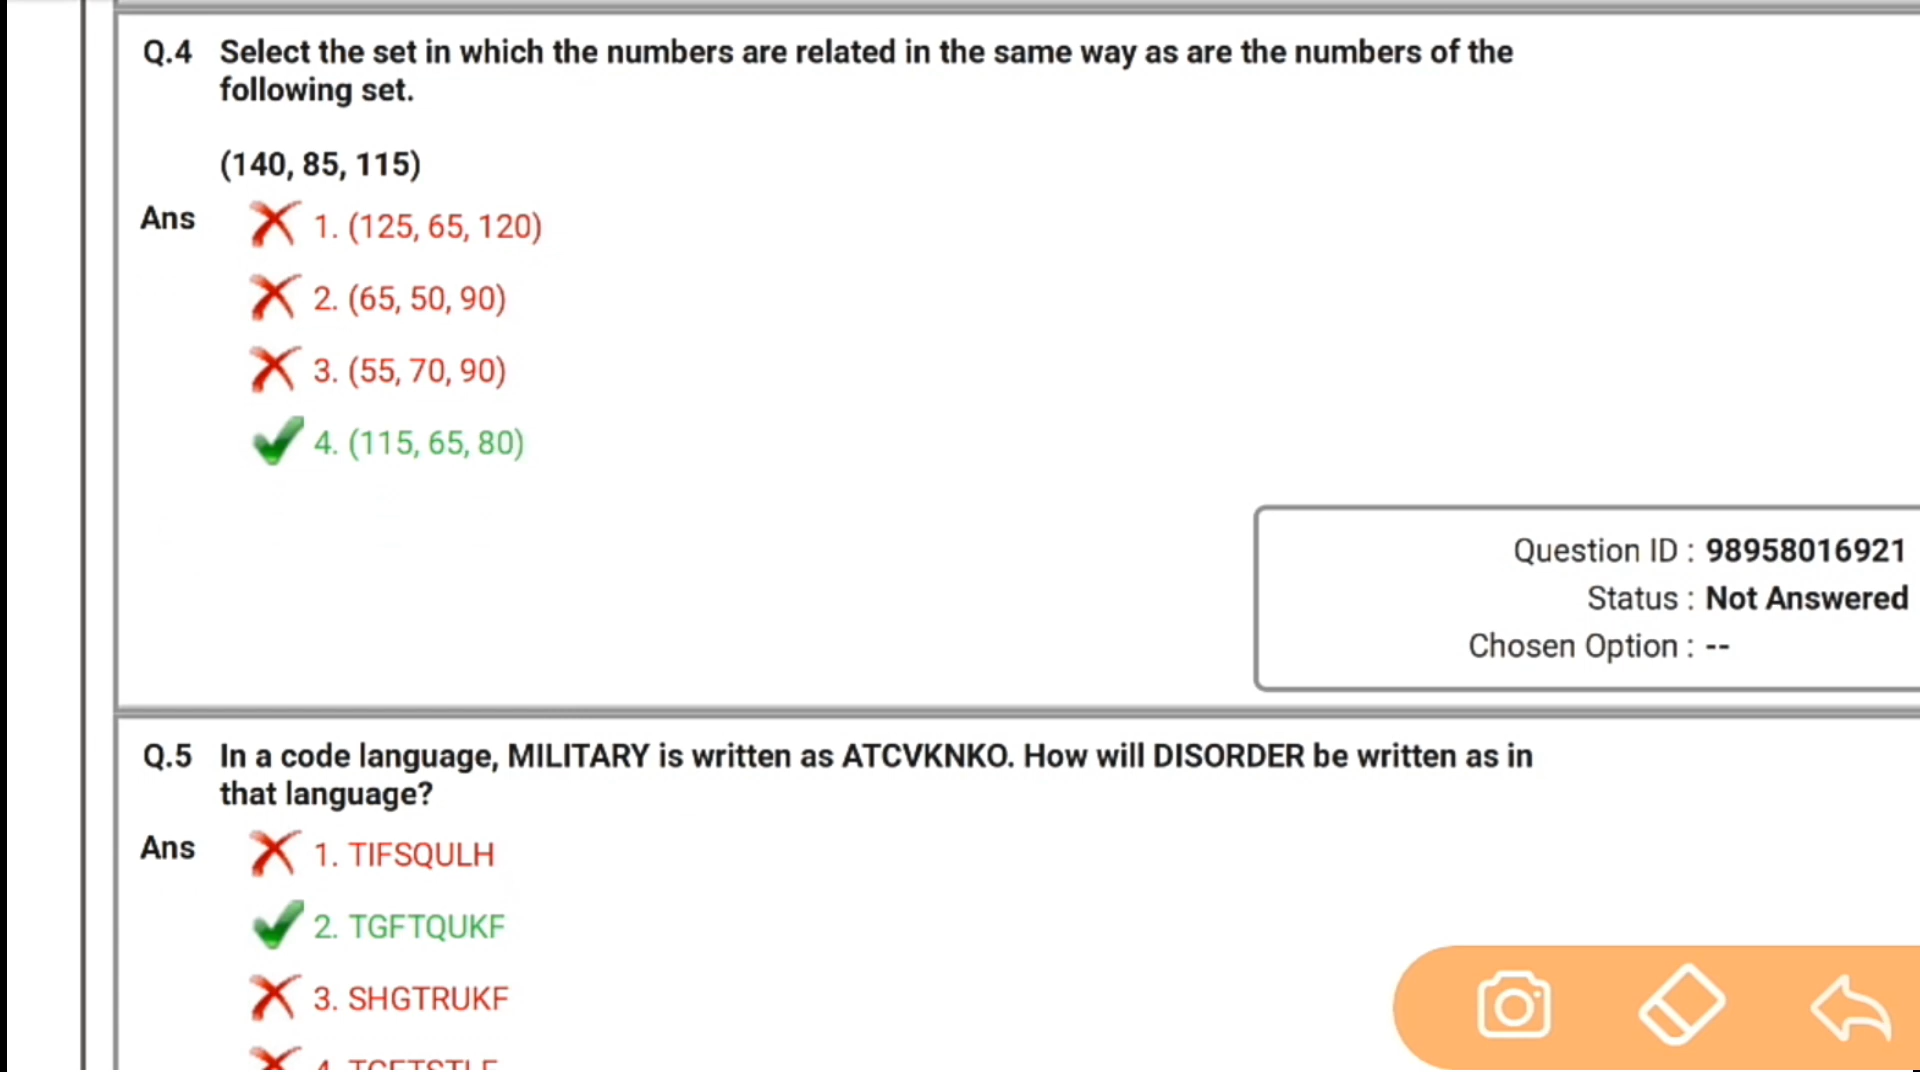 Q.4 Select the set in which the numbers are related in the same way as are the numbers of the
following set.
(140, 85, 115)
Ans 1. (125, 65, 120)
2. (65, 50, 90)
3. (55, 70, 90)
4. (115, 65, 80)
Question ID : 98958016921
Status : Not Answered
Chosen Option : --
Q.5 In a code language, MILITARY is written as ATCVKNKO. How will DISORDER be written as in
that language?
Ans 1. TIFSQULH
2. TGFTQUKF
3. SHGTRUKF
4.